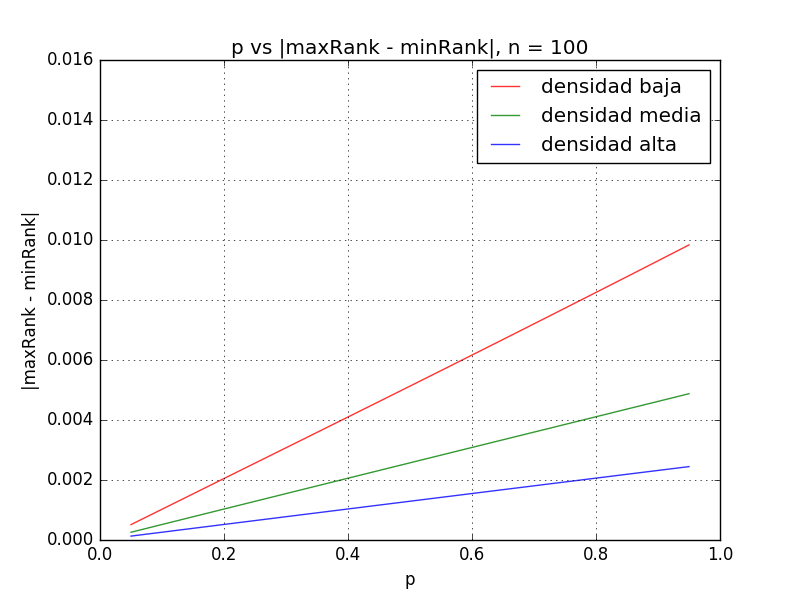 p vs |maxRank - minRank|, n = 100
densidad baja
densidad media
densidad alta
|maxRank - minRank|
0.016
0.014
0.012
0.010
0.008
0.006
0.004
0.002
0.000
0.0 0.2 0.4 0.6 0.8 1.0
p